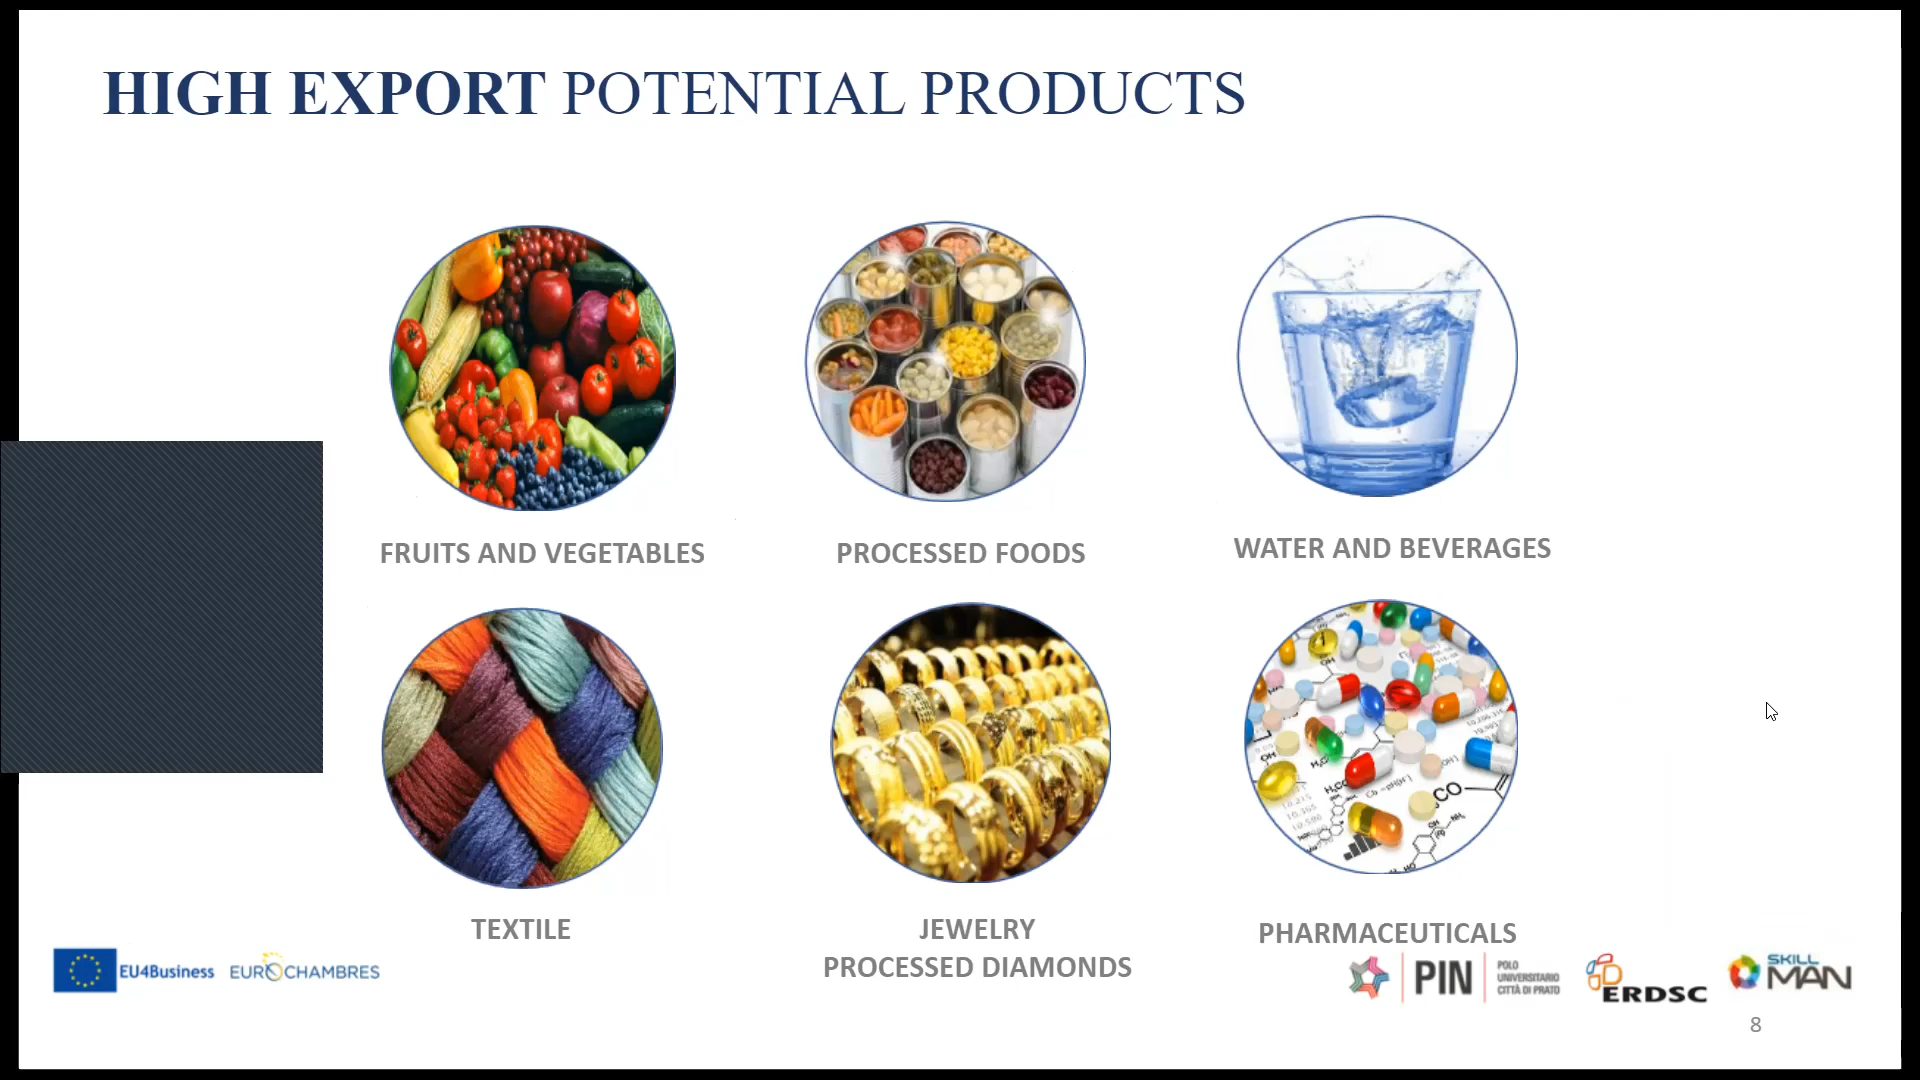 HIGH EXPORT POTENTIAL PRODUCTS
FRUITS AND VEGETABLES
PROCESSED FOODS
WATER AND BEVERAGES
TEXTILE
JEWELRY
PROCESSED DIAMONDS
PHARMACEUTICALS
EU4Business
EUROCHAMBRES
PIN
POLO
UNIVERSITARIO
CITTÀ DI PRATO
ERDSC
SKILL
MAN
8